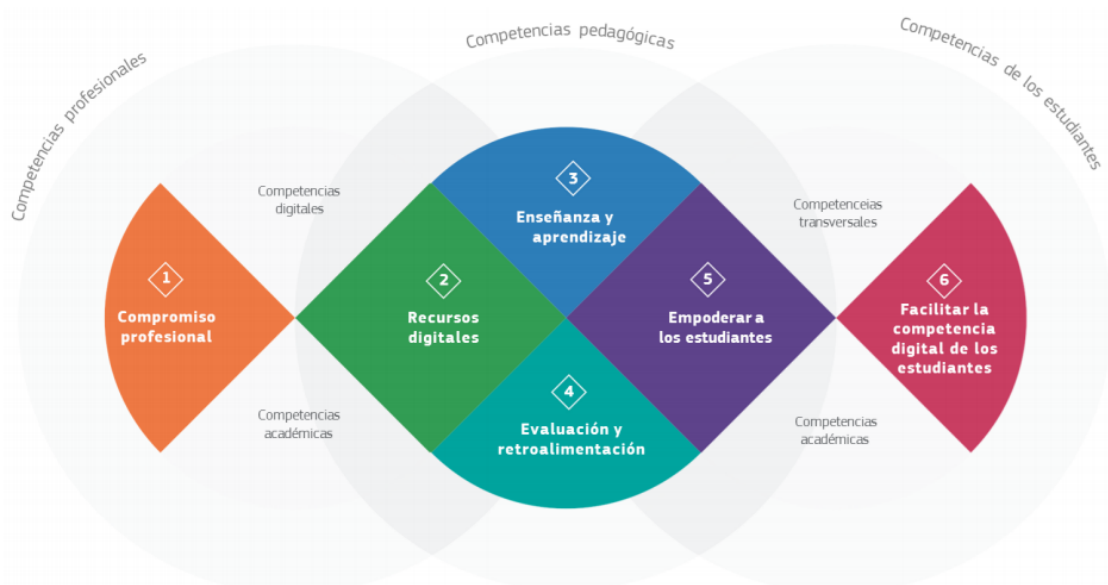 Competencias profesionales
Competencias pedagógicas
Competencias de los estudiantes
Competencias
digitales
Competencias
académicas
1
Compromiso
profesional
2
Recursos
digitales
3
Enseñanza y
aprendizaje
4
Evaluación y
retroalimentación
5
Empoderar a
los estudiantes
Competenceias
transversales
Competencias
académicas
6
Facilitar la
competencia
digital de los
estudiantes